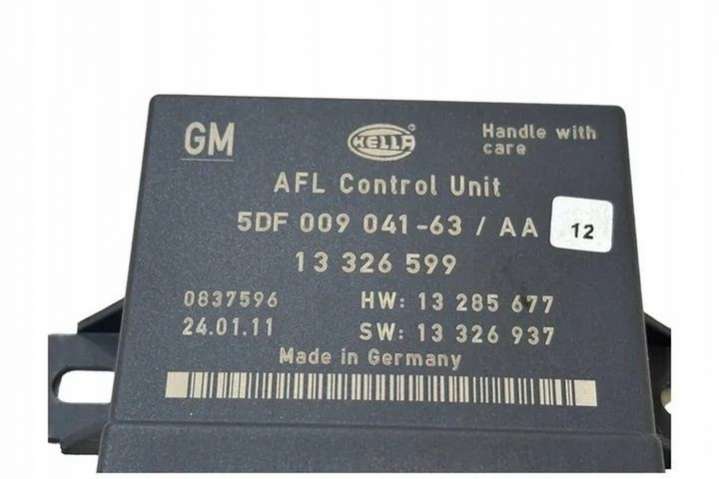 GM
HELLA
Handle with
care
AFL Control Unit
5DF 009 041-63 / AA
12
13 326 599
0837596
HW: 13 285 677
24.01.11
SW: 13 326 937
Made in Germany